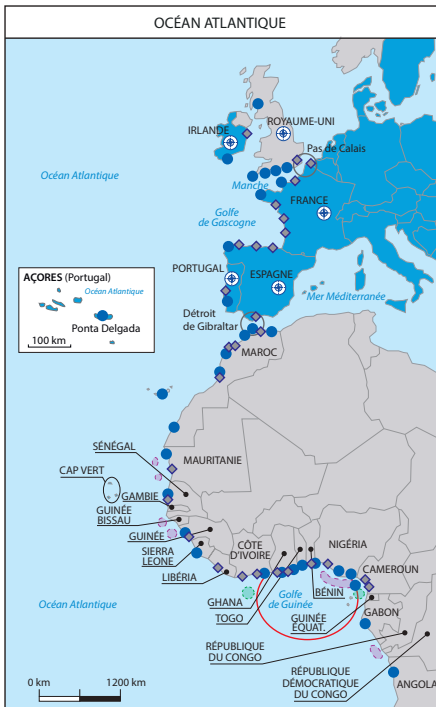 OCÉAN ATLANTIQUE
ROYAUME-UNI
IRLANDE
Pas de Calais
Océan Atlantique
Manche
FRANCE
Golfe
de Gascogne
PORTUGAL
ESPAGNE
Mer Méditerranée
AÇORES (Portugal)
Océan Atlantique
Ponta Delgada
100 km
Détroit
de Gibraltar
MAROC
SÉNÉGAL
MAURITANIE
CAP VERT
GAMBIE
GUINÉE
BISSAU
GUINÉE
SIERRA
LEONE
LIBÉRIA
CÔTE
D'IVOIRE
NIGÉRIA
CAMEROUN
Océan Atlantique
GHANA
TOGO
Golfe
de Guinée
BÉNIN
GUINÉE
ÉQUAT.
GABON
RÉPUBLIQUE
DU CONGO
RÉPUBLIQUE
DÉMOCRATIQUE
DU CONGO
ANGOLA
0 km
1200 km